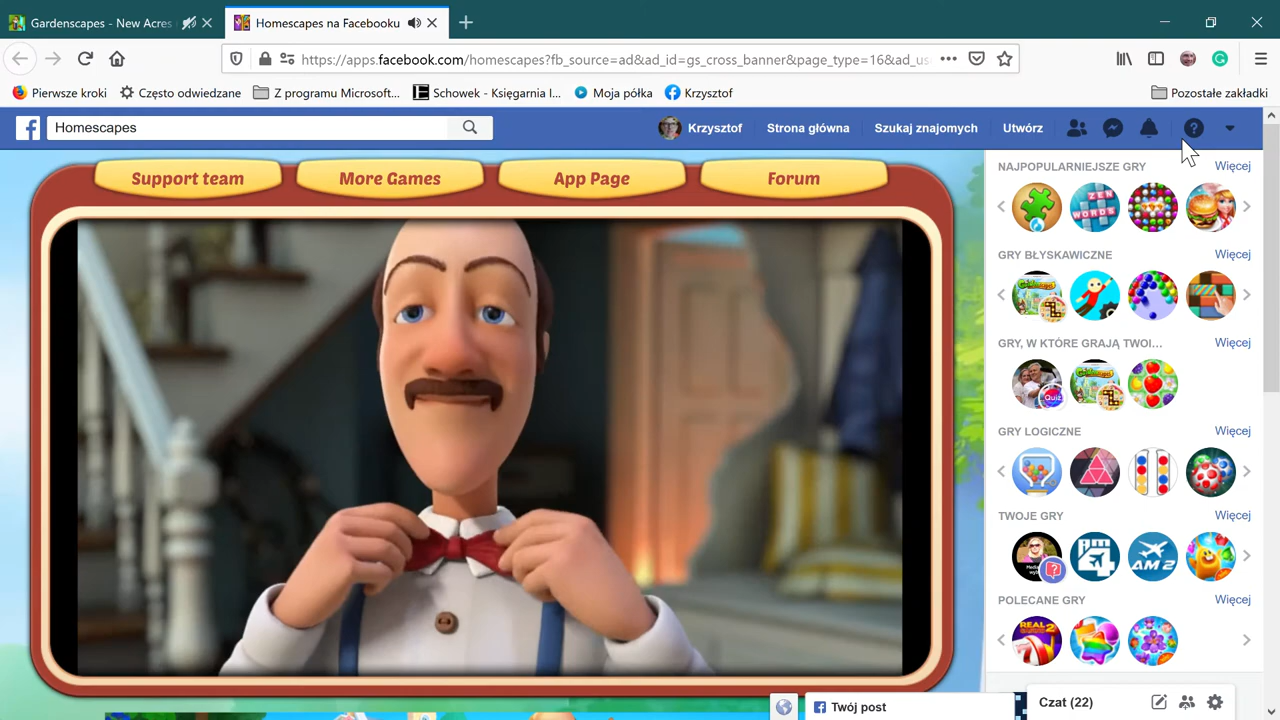 Gardenscapes - New Acres
Homescapes na Facebooku
https://apps.facebook.com/homescapes?fb_source=ad&ad_id=gs_cross_banner&page_type=16&ad_us
Pierwsze kroki
Często odwiedzane
Z programu Microsoft...
Schowek - Księgarnia I...
Moja półka
Krzysztof
Pozostałe zakładki
Homescapes
Krzysztof
Strona główna
Szukaj znajomych
Utwórz
Support team
More Games
App Page
Forum
NAJPOPULARNIEJSZE GRY
Więcej
ZEN
WORDS
GRY BŁYSKAWICZNE
Więcej
GRY, W KTÓRE GRAJĄ TWOI...
Więcej
Quiz
GRY LOGICZNE
Więcej
TWOJE GRY
Więcej
AM 2
POLECANE GRY
Więcej
Twój post
Czat (22)